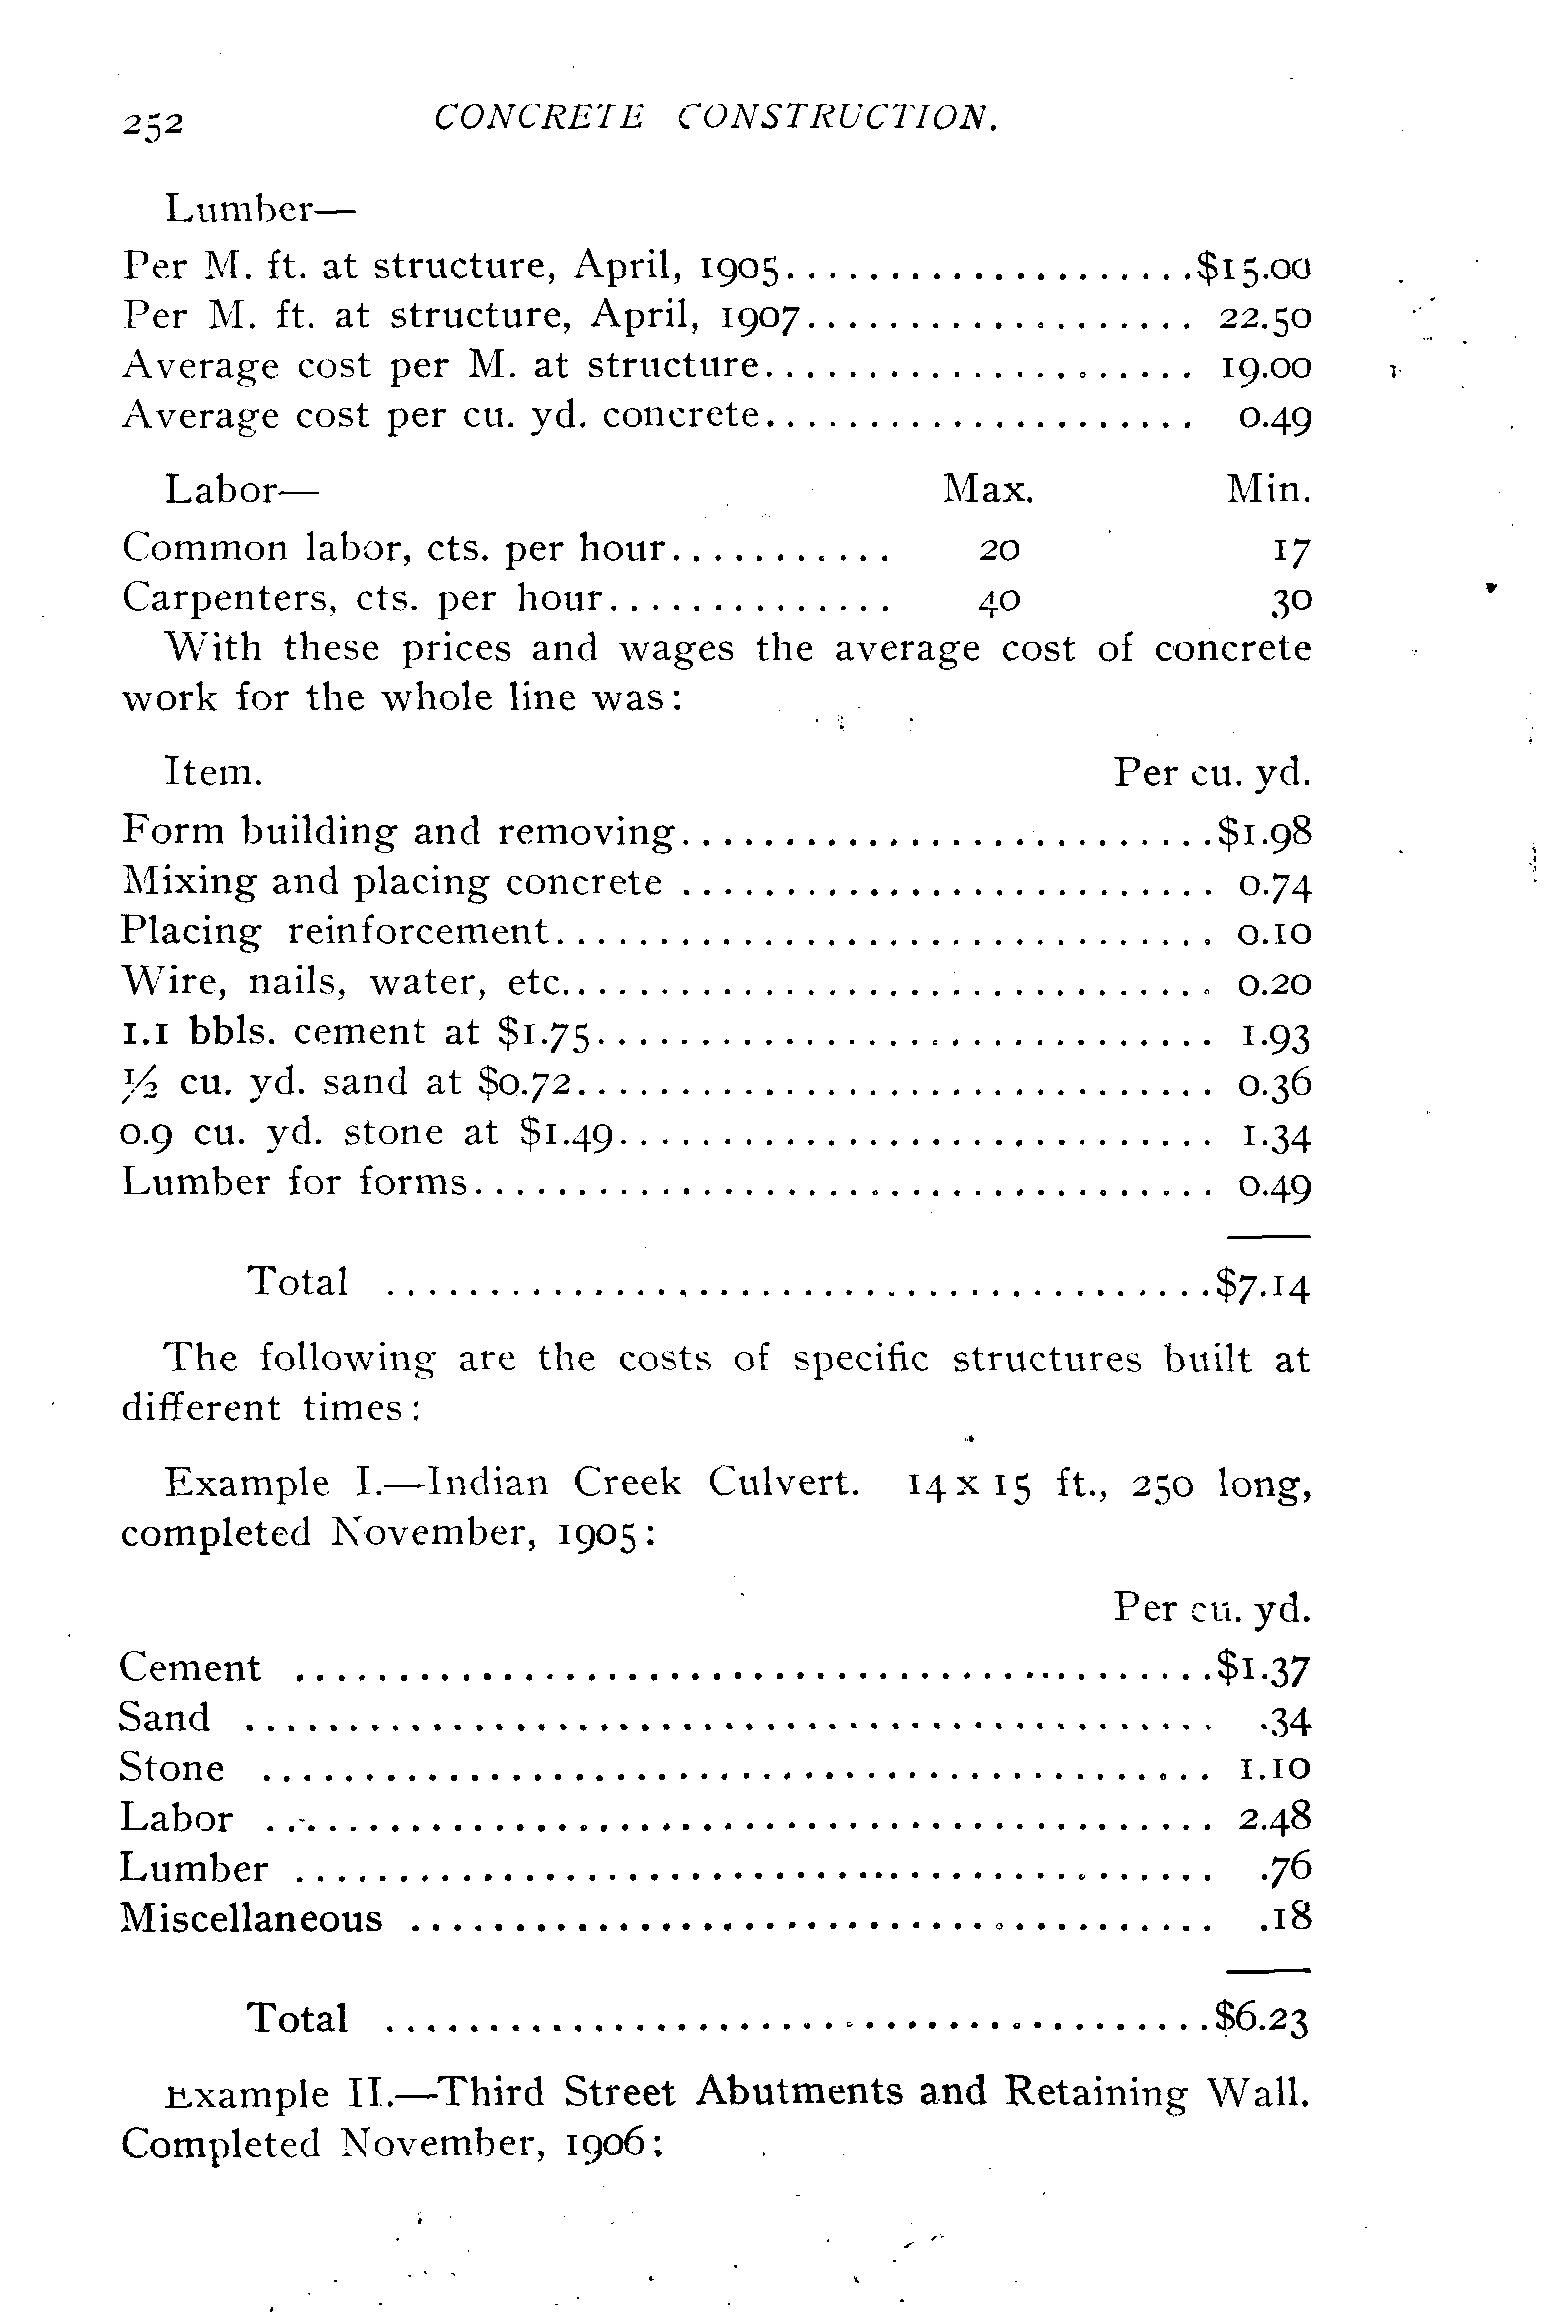 252 CONCRETE CONSTRUCTION.
Lumber—
Per M. ft. at structure, April, 1905....................$15.00
Per M. ft. at structure, April, 1907................... 22.50
Average cost per M. at structure..................... 19.00
Average cost per cu. yd. concrete..................... 0.49
Labor— Max. Min.
Common labor, cts. per hour........... 20 17
Carpenters, cts. per hour.............. 40 30
With these prices and wages the average cost of concrete
work for the whole line was:
Item. Per cu. yd.
Form building and removing..........................$1.98
Mixing and placing concrete .......................... 0.74
Placing reinforcement................................ 0.10
Wire, nails, water, etc................................ 0.20
1.1 bbls. cement at $1.75.............................. 1.93
½ cu. yd. sand at $0.72............................... 0.36
0.9 cu. yd. stone at $1.49............................. 1.34
Lumber for forms.................................... 0.49
Total ........................................$7.14
The following are the costs of specific structures built at
different times:
Example I.—Indian Creek Culvert. 14 x 15 ft., 250 long,
completed November, 1905:
Per cu. yd.
Cement .............................................$1.37
Sand ............................................... .34
Stone .............................................. 1.10
Labor .............................................. 2.48
Lumber ............................................. .76
Miscellaneous ....................................... .18
Total ........................................$6.23
Example II.—Third Street Abutments and Retaining Wall.
Completed November, 1906: